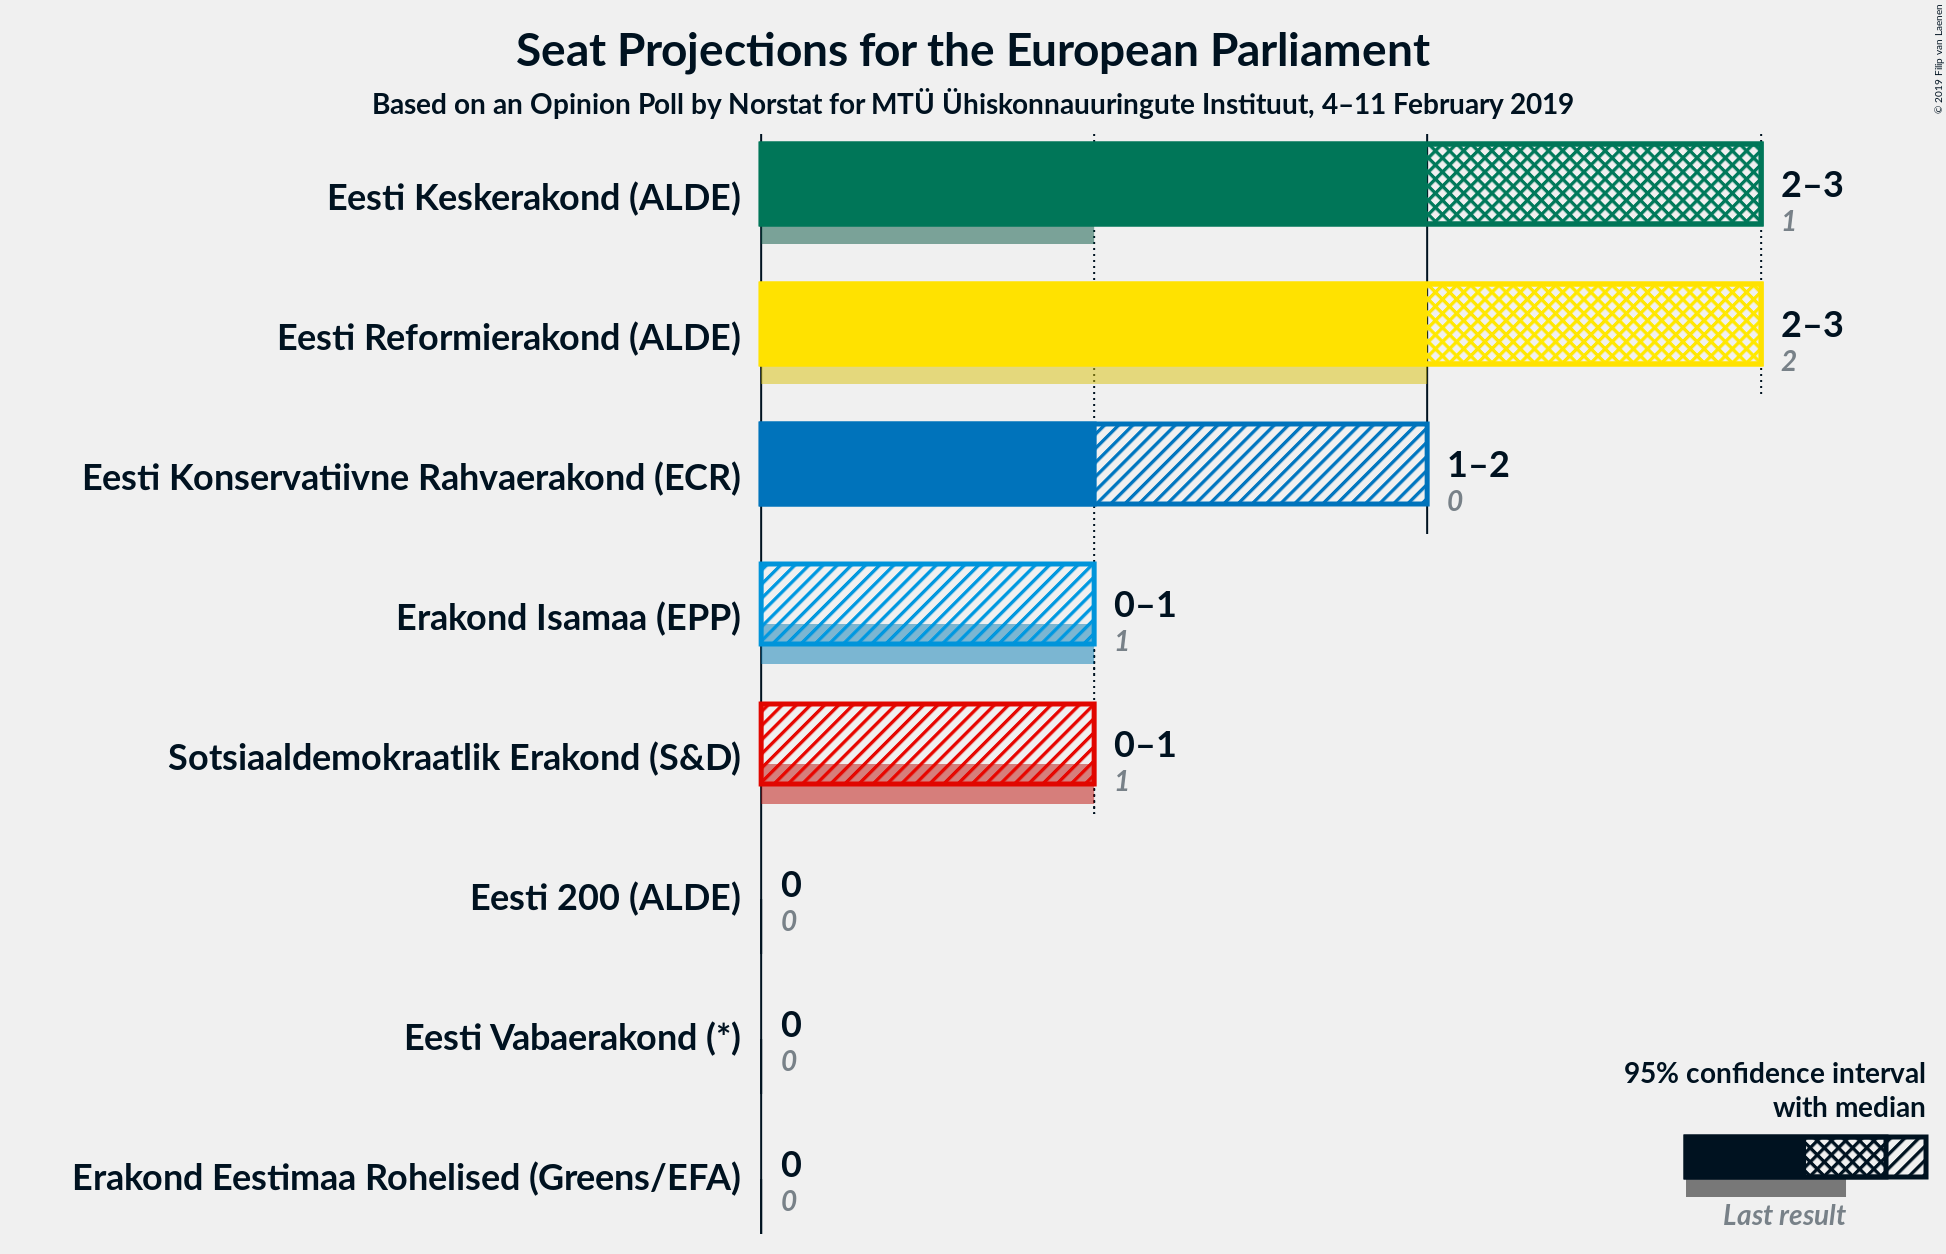 Seat Projections for the European Parliament
Based on an Opinion Poll by Norstat for MTÜ Ühiskonnauuringute Instituut, 4–11 February 2019
© 2019 Filip van Laenen
Eesti Keskerakond (ALDE)
2–3
1
Eesti Reformierakond (ALDE)
2–3
2
Eesti Konservatiivne Rahvaerakond (ECR)
1–2
0
Erakond Isamaa (EPP)
0–1
1
Sotsiaaldemokraatlik Erakond (S&D)
0–1
1
Eesti 200 (ALDE)
0
0
Eesti Vabaerakond (*)
0
0
Erakond Eestimaa Rohelised (Greens/EFA)
0
0
95% confidence interval
with median
Last result